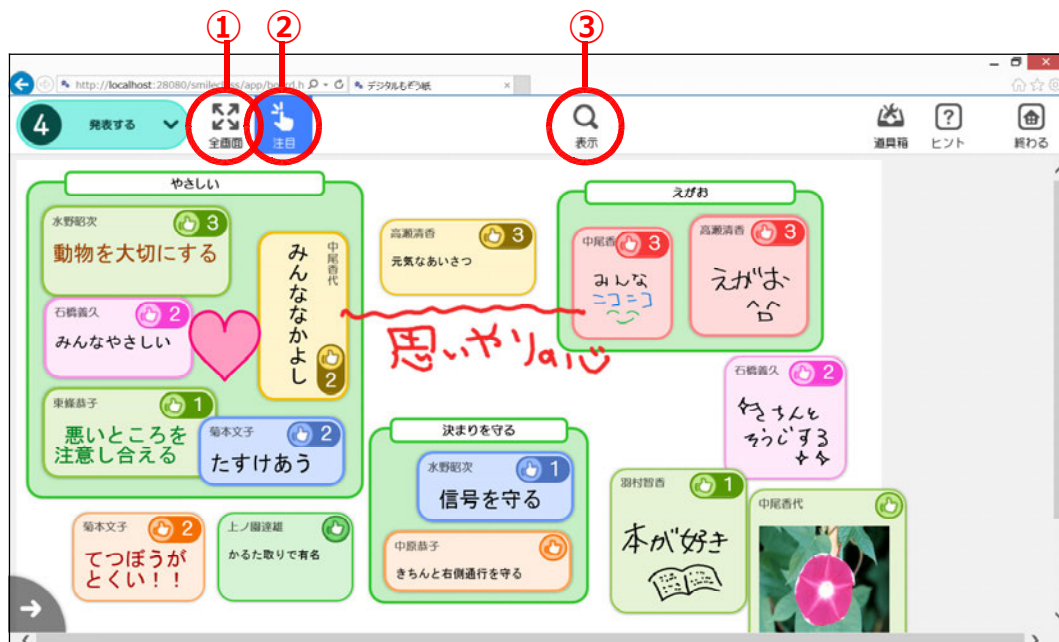 ① ② ③
http://localhost:28080/smileclass/app/board.h
デジタルもぞう紙
4 発表する
全画面
注目
表示
道具箱
ヒント
終わる
やさしい
水野昭次 3
動物を大切にする
石橋義久 2
みんなやさしい
東條恭子 1
悪いところを
注意し合える
中尾香代
みんななかよし
2
菊本文子 2
たすけあう
高瀬清香 3
元気なあいさつ
思いやりの心
えがお
中尾香 3
みんな
ニコニコ
高瀬清香 3
えがお
石橋義久 2
きちんと
そうじする
決まりを守る
水野昭次 1
信号を守る
中原恭子
きちんと右側通行を守る
羽村智香 1
本が好き
中尾香代
菊本文子 2
てつぼうが
とくい！！
上ノ園達雄
かるた取りで有名